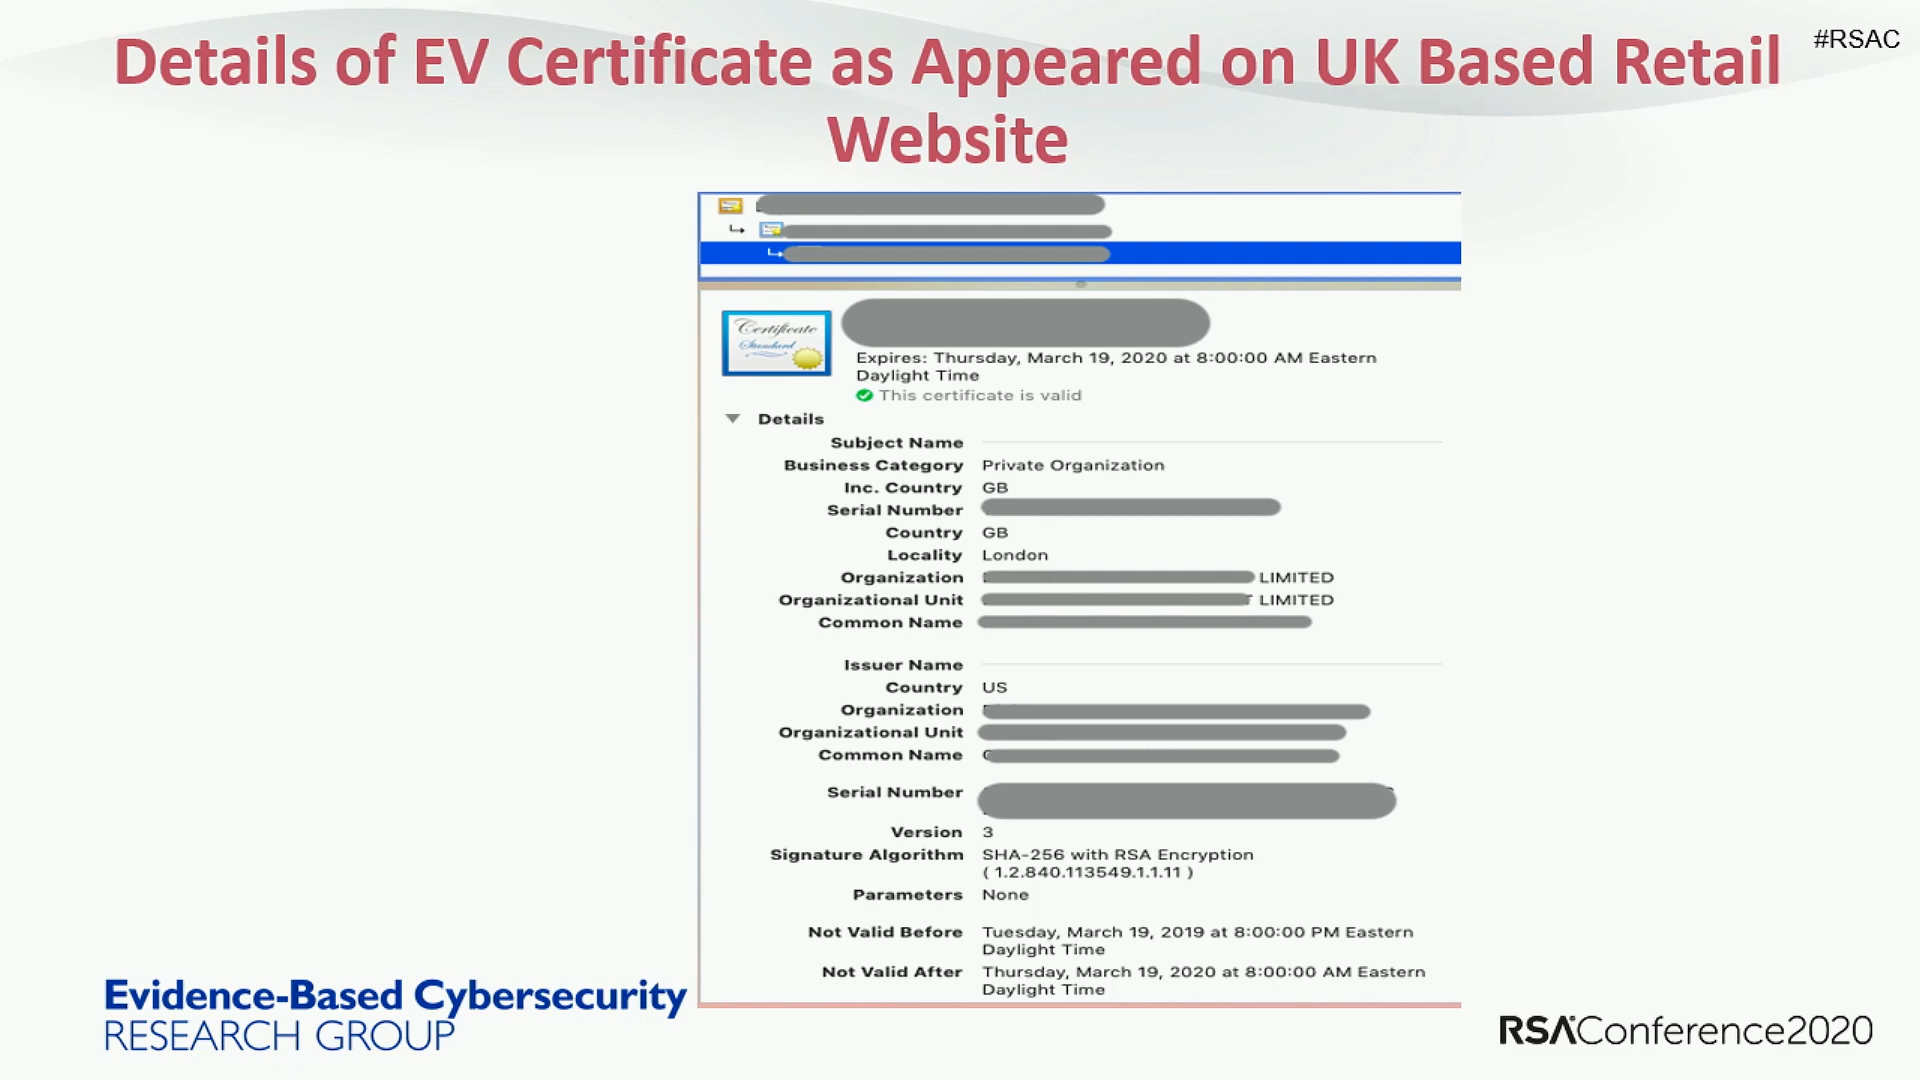 #RSAC
Details of EV Certificate as Appeared on UK Based Retail
Website
Certificate
Standard
Expires: Thursday, March 19, 2020 at 8:00:00 AM Eastern
Daylight Time
This certificate is valid
Details
Subject Name
Business Category Private Organization
Inc. Country GB
Serial Number
Country GB
Locality London
Organization LIMITED
Organizational Unit LIMITED
Common Name
Issuer Name
Country US
Organization
Organizational Unit
Common Name
Serial Number
Version 3
Signature Algorithm SHA-256 with RSA Encryption
( 1.2.840.113549.1.1.11 )
Parameters None
Not Valid Before Tuesday, March 19, 2019 at 8:00:00 PM Eastern
Daylight Time
Not Valid After Thursday, March 19, 2020 at 8:00:00 AM Eastern
Daylight Time
Evidence-Based Cybersecurity
RESEARCH GROUP
RSAConference2020